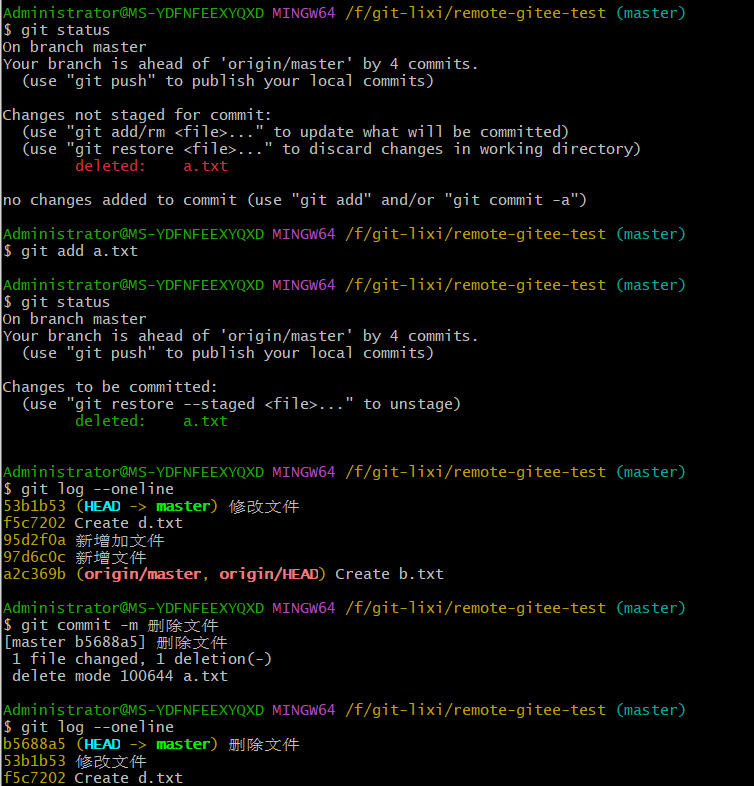 Administrator@MS-YDFNFEEXYQXD MINGW64 /f/git-lixi/remote-gitee-test (master)
$ git status
On branch master
Your branch is ahead of 'origin/master' by 4 commits.
  (use "git push" to publish your local commits)
Changes not staged for commit:
  (use "git add/rm <file>..." to update what will be committed)
  (use "git restore <file>..." to discard changes in working directory)
        deleted:    a.txt
no changes added to commit (use "git add" and/or "git commit -a")
Administrator@MS-YDFNFEEXYQXD MINGW64 /f/git-lixi/remote-gitee-test (master)
$ git add a.txt
Administrator@MS-YDFNFEEXYQXD MINGW64 /f/git-lixi/remote-gitee-test (master)
$ git status
On branch master
Your branch is ahead of 'origin/master' by 4 commits.
  (use "git push" to publish your local commits)
Changes to be committed:
  (use "git restore --staged <file>..." to unstage)
        deleted:    a.txt
Administrator@MS-YDFNFEEXYQXD MINGW64 /f/git-lixi/remote-gitee-test (master)
$ git log --oneline
53b1b53 (HEAD -> master) 修改文件
f5c7202 Create d.txt
95d2f0a 新增加文件
97d6c0c 新增文件
a2c369b (origin/master, origin/HEAD) Create b.txt
Administrator@MS-YDFNFEEXYQXD MINGW64 /f/git-lixi/remote-gitee-test (master)
$ git commit -m 删除文件
[master b5688a5] 删除文件
 1 file changed, 1 deletion(-)
 delete mode 100644 a.txt
Administrator@MS-YDFNFEEXYQXD MINGW64 /f/git-lixi/remote-gitee-test (master)
$ git log --oneline
b5688a5 (HEAD -> master) 删除文件
53b1b53 修改文件
f5c7202 Create d.txt